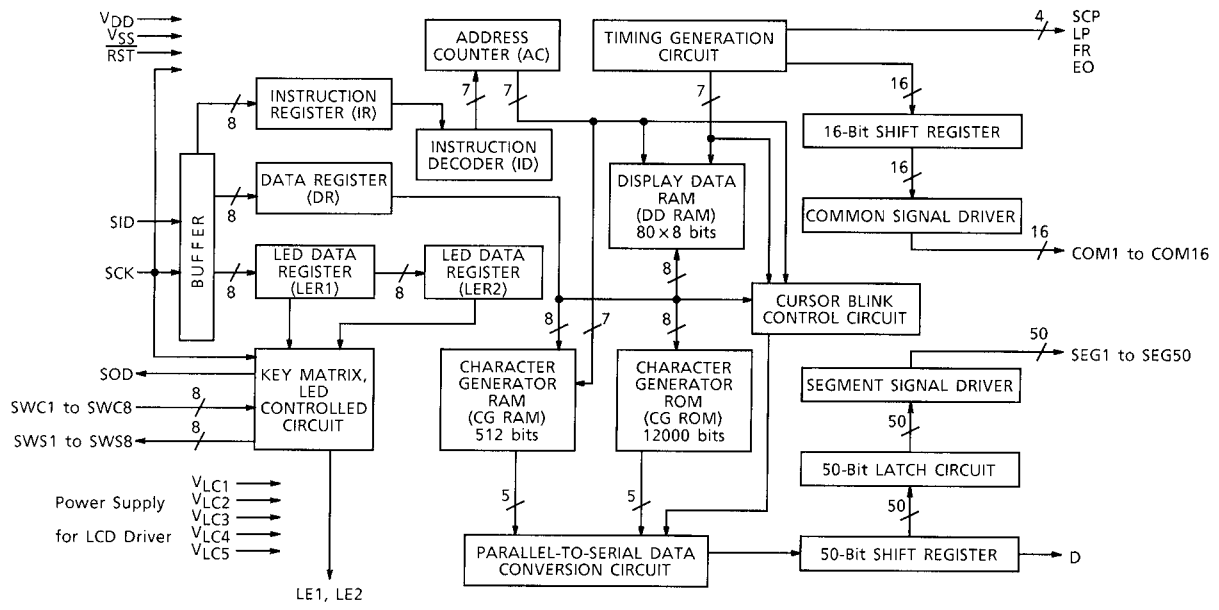 VDD
VSS
RST
ADDRESS
COUNTER (AC)
TIMING GENERATION
CIRCUIT
4
SCP
LP
FR
EO
7
7
7
16
8
INSTRUCTION
REGISTER (IR)
INSTRUCTION
DECODER (ID)
16-Bit SHIFT REGISTER
16
8
DATA REGISTER
(DR)
DISPLAY DATA
RAM
(DD RAM)
80×8 bits
COMMON SIGNAL DRIVER
16
COM1 to COM16
SID
SCK
BUFFER
8
LED DATA
REGISTER
(LER1)
8
LED DATA
REGISTER
(LER2)
8
CURSOR BLINK
CONTROL CIRCUIT
8
7
8
50
SEG1 to SEG50
SOD
SWC1 to SWC8
8
SWS1 to SWS8
8
KEY MATRIX,
LED
CONTROLLED
CIRCUIT
CHARACTER
GENERATOR
RAM
(CG RAM)
512 bits
CHARACTER
GENERATOR
ROM
(CG ROM)
12000 bits
SEGMENT SIGNAL DRIVER
50
50-Bit LATCH CIRCUIT
50
Power Supply
for LCD Driver
VLC1
VLC2
VLC3
VLC4
VLC5
5
5
PARALLEL-TO-SERIAL DATA
CONVERSION CIRCUIT
50-Bit SHIFT REGISTER
D
LE1, LE2